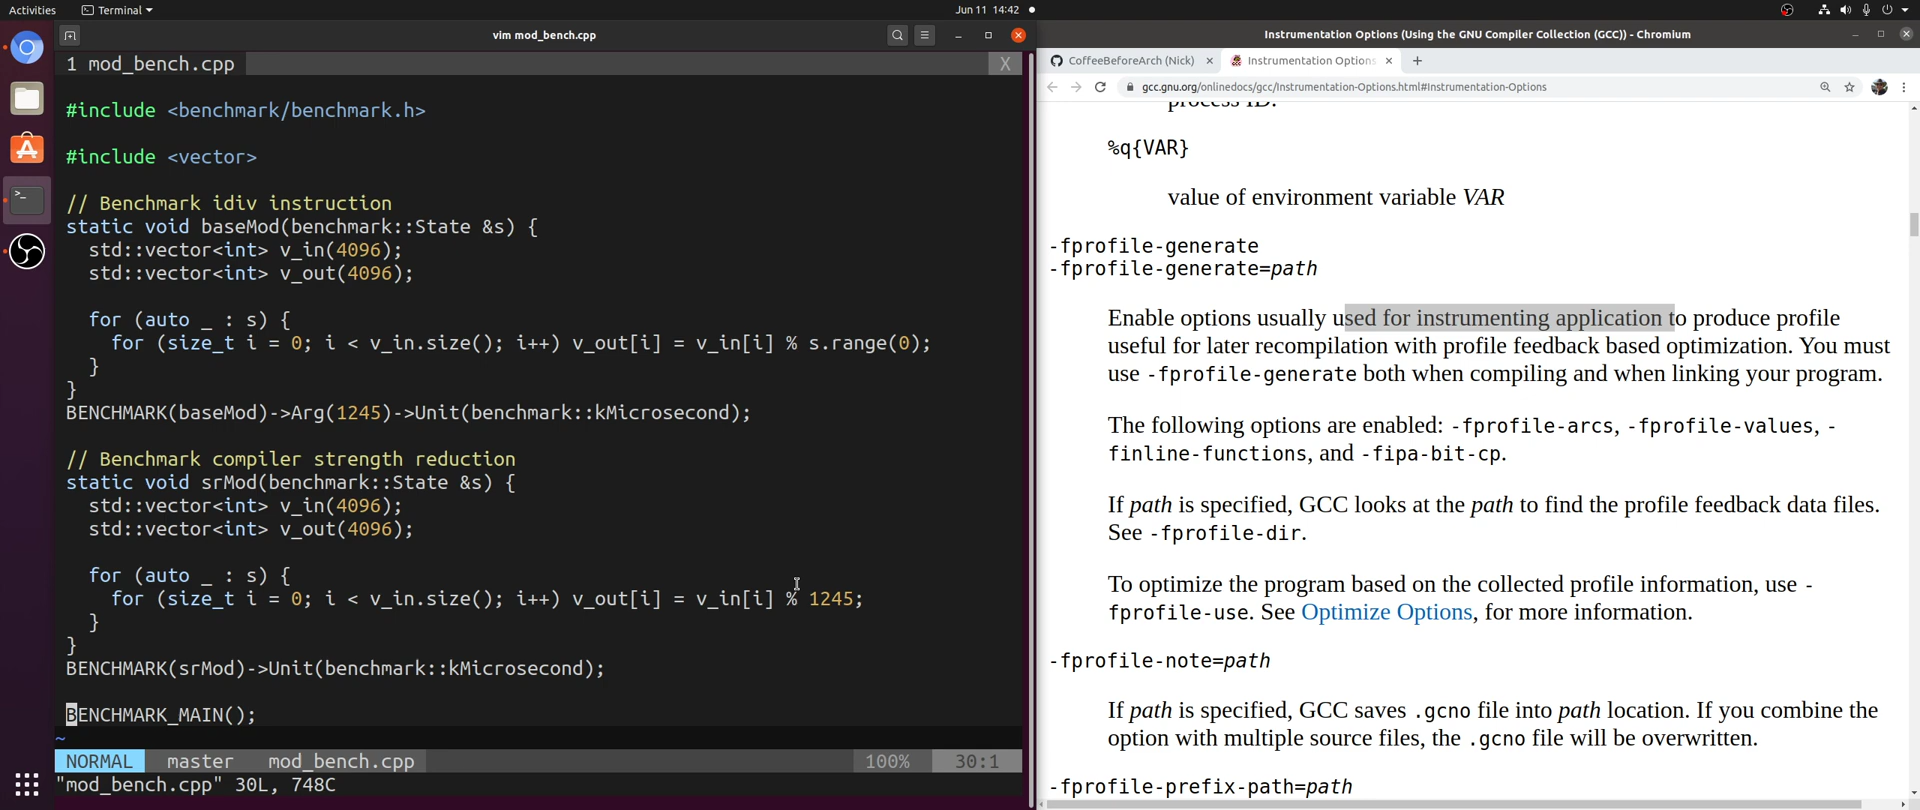 Activities
Terminal
Jun 11 14:42
vim mod_bench.cpp
1 mod_bench.cpp
X
#include <benchmark/benchmark.h>
#include <vector>
// Benchmark idiv instruction
static void baseMod(benchmark::State &s) {
  std::vector<int> v_in(4096);
  std::vector<int> v_out(4096);
  for (auto _ : s) {
    for (size_t i = 0; i < v_in.size(); i++) v_out[i] = v_in[i] % s.range(0);
  }
}
BENCHMARK(baseMod)->Arg(1245)->Unit(benchmark::kMicrosecond);
// Benchmark compiler strength reduction
static void srMod(benchmark::State &s) {
  std::vector<int> v_in(4096);
  std::vector<int> v_out(4096);
  for (auto _ : s) {
    for (size_t i = 0; i < v_in.size(); i++) v_out[i] = v_in[i] % 1245;
  }
}
BENCHMARK(srMod)->Unit(benchmark::kMicrosecond);
BENCHMARK_MAIN();
~
NORMAL master mod_bench.cpp 100% 30:1
"mod_bench.cpp" 30L, 748C
Instrumentation Options (Using the GNU Compiler Collection (GCC)) - Chromium
CoffeeBeforeArch (Nick)
Instrumentation Options
gcc.gnu.org/onlinedocs/gcc/Instrumentation-Options.html#Instrumentation-Options
process ID.
%q{VAR}
value of environment variable VAR
-fprofile-generate
-fprofile-generate=path
Enable options usually used for instrumenting application to produce profile
useful for later recompilation with profile feedback based optimization. You must
use -fprofile-generate both when compiling and when linking your program.
The following options are enabled: -fprofile-arcs, -fprofile-values, -
finline-functions, and -fipa-bit-cp.
If path is specified, GCC looks at the path to find the profile feedback data files.
See -fprofile-dir.
To optimize the program based on the collected profile information, use -
fprofile-use. See Optimize Options, for more information.
-fprofile-note=path
If path is specified, GCC saves .gcno file into path location. If you combine the
option with multiple source files, the .gcno file will be overwritten.
-fprofile-prefix-path=path